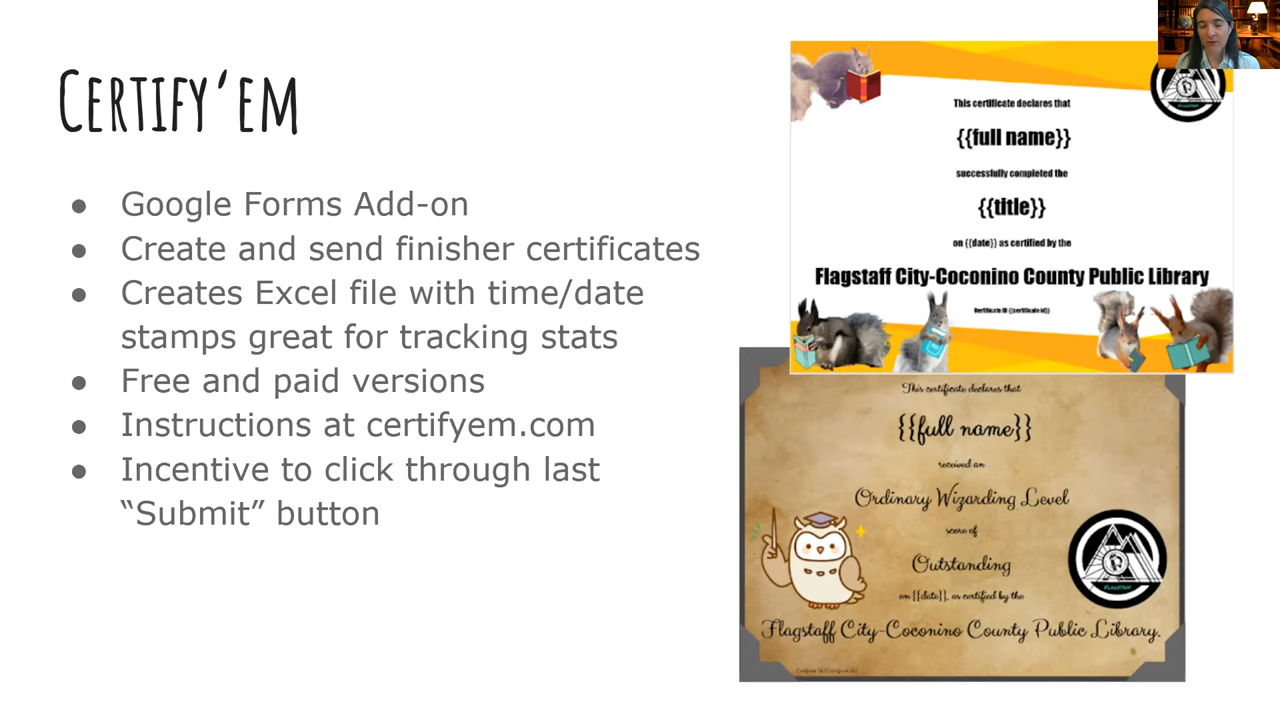 CERTIFY'EM
● Google Forms Add-on
● Create and send finisher certificates
● Creates Excel file with time/date
stamps great for tracking stats
● Free and paid versions
● Instructions at certifyem.com
● Incentive to click through last
“Submit” button
This certificate declares that
{{full name}}
successfully completed the
{{title}}
on {{date}} as certified by the
Flagstaff City-Coconino County Public Library
Certificate ID {{certificate id}}
This certificate declares that
{{full name}}
received an
Ordinary Wizarding Level
score of
Outstanding
on {{date}}, as certified by the
Flagstaff City-Coconino County Public Library.